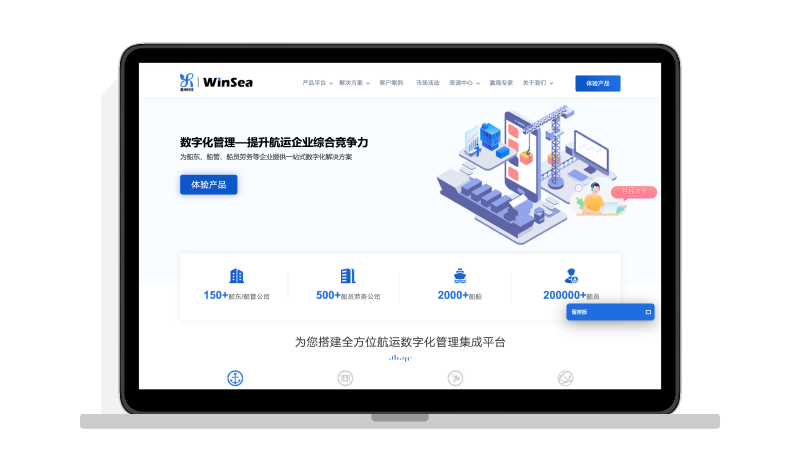 WinSea
产品平台 解决方案 客户案例 市场活动 资源中心 赢海专家 关于我们 体验产品
数字化管理—提升航运企业综合竞争力
为船东、船管、船员劳务等企业提供一站式数字化解决方案
体验产品
在线咨询
150+船东/船管公司 500+船员劳务公司 2000+船舶 200000+船员
为您搭建全方位航运数字化管理集成平台